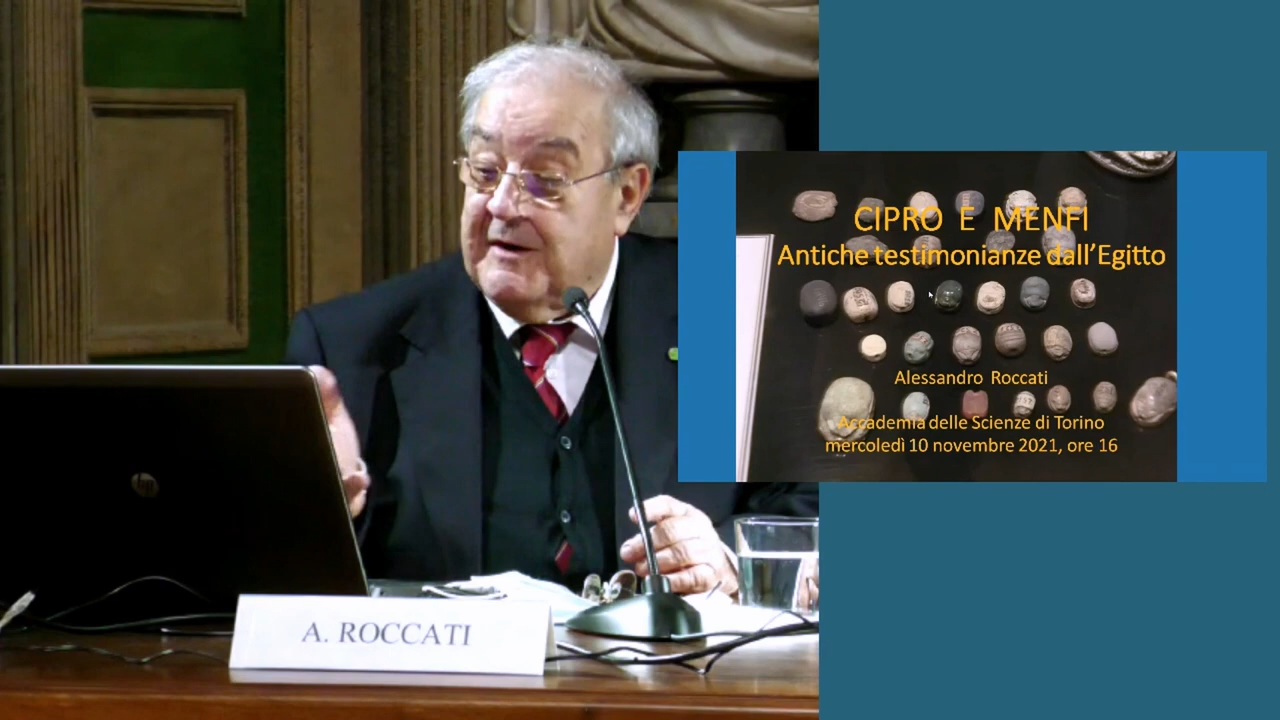 CIPRO E MENFI
Antiche testimonianze dall'Egitto
Alessandro Roccati
Accademia delle Scienze di Torino
mercoledì 10 novembre 2021, ore 16
hp
A. ROCCATI